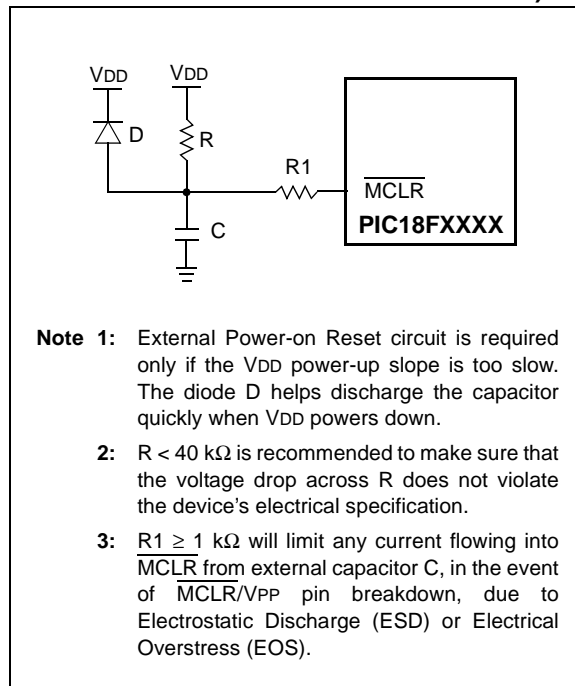 VDD VDD
D
R
R1
MCLR
C
PIC18FXXXX
Note 1: External Power-on Reset circuit is required
only if the VDD power-up slope is too slow.
The diode D helps discharge the capacitor
quickly when VDD powers down.
2: R < 40 kΩ is recommended to make sure that
the voltage drop across R does not violate
the device's electrical specification.
3: R1 ≥ 1 kΩ will limit any current flowing into
MCLR from external capacitor C, in the event
of MCLR/VPP pin breakdown, due to
Electrostatic Discharge (ESD) or Electrical
Overstress (EOS).